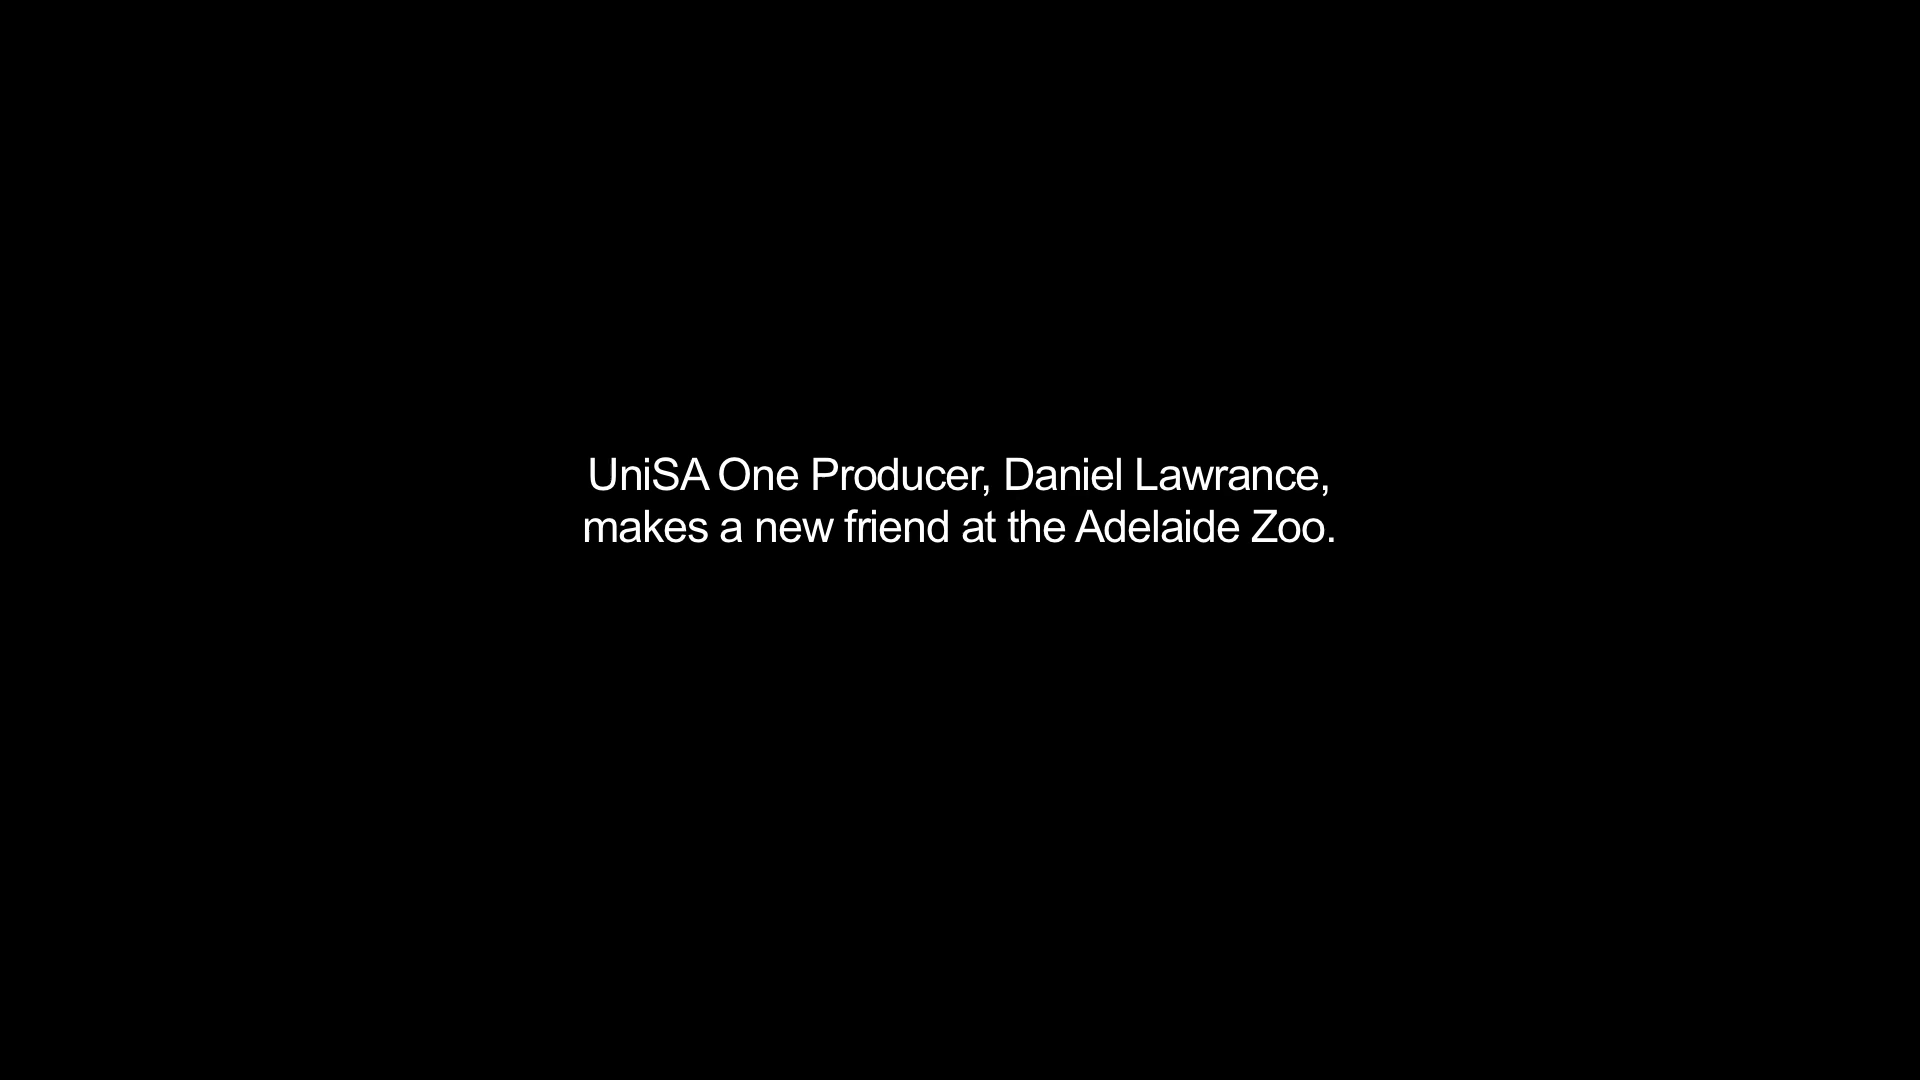 UniSA One Producer, Daniel Lawrance,
makes a new friend at the Adelaide Zoo.